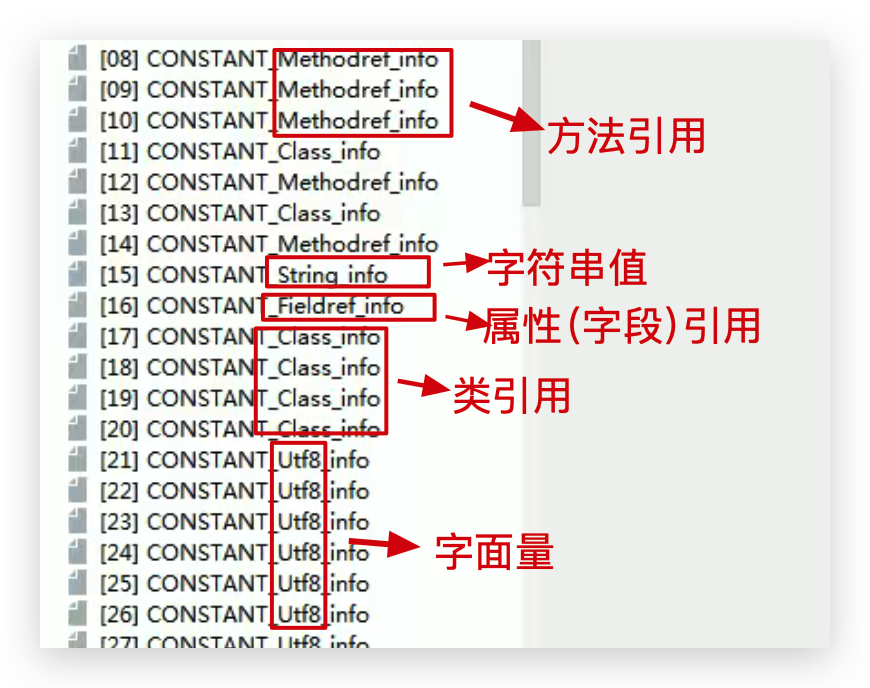 [08] CONSTANT_Methodref_info
[09] CONSTANT_Methodref_info
[10] CONSTANT_Methodref_info
方法引用
[11] CONSTANT_Class_info
[12] CONSTANT_Methodref_info
[13] CONSTANT_Class_info
[14] CONSTANT_Methodref_info
[15] CONSTANT_String_info
字符串值
[16] CONSTANT_Fieldref_info
属性(字段)引用
[17] CONSTANT_Class_info
[18] CONSTANT_Class_info
[19] CONSTANT_Class_info
类引用
[20] CONSTANT_Class_info
[21] CONSTANT_Utf8_info
[22] CONSTANT_Utf8_info
[23] CONSTANT_Utf8_info
[24] CONSTANT_Utf8_info
字面量
[25] CONSTANT_Utf8_info
[26] CONSTANT_Utf8_info
[27] CONSTANT_Utf8_info